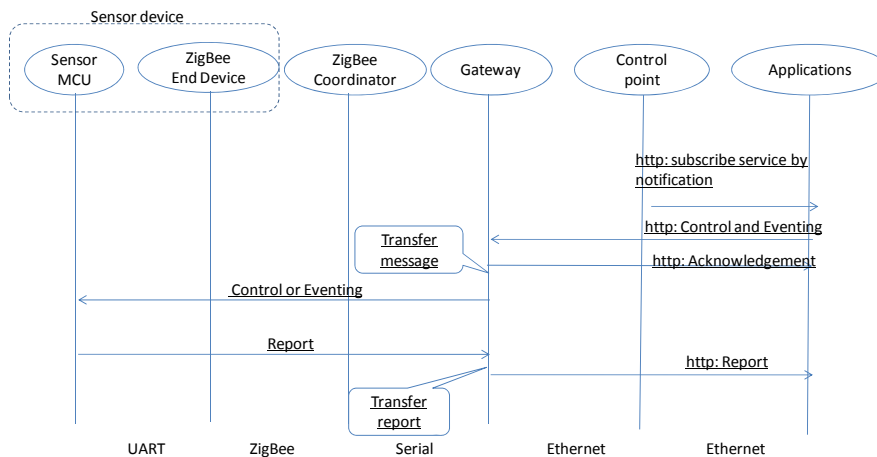 Sensor device
Sensor
MCU
ZigBee
End Device
ZigBee
Coordinator
Gateway
Control
point
Applications
http: subscribe service by
notification
http: Control and Eventing
Transfer
message
http: Acknowledgement
Control or Eventing
Report
http: Report
Transfer
report
UART
ZigBee
Serial
Ethernet
Ethernet